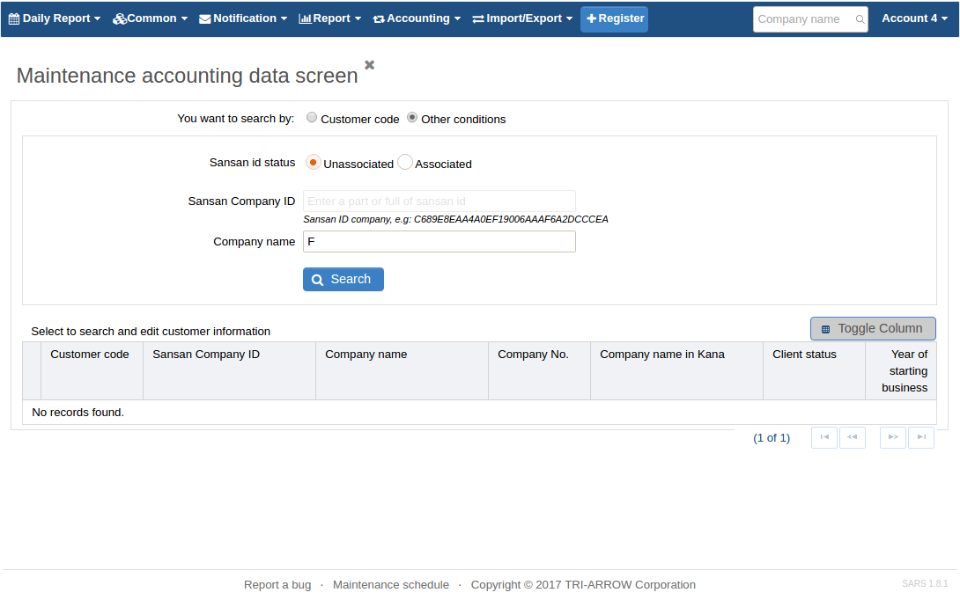 Daily Report Common Notification Report Accounting Import/Export Register Company name Account 4
Maintenance accounting data screen
You want to search by: Customer code Other conditions
Sansan id status Unassociated Associated
Sansan Company ID Enter a part or full of sansan id
Sansan ID company, e.g: C689E8EAA4A0EF19006AAAF6A2DCCCEA
Company name F
Search
Toggle Column
Select to search and edit customer information
Customer code Sansan Company ID Company name Company No. Company name in Kana Client status Year of
starting
business
No records found.
(1 of 1)
Report a bug · Maintenance schedule · Copyright © 2017 TRI-ARROW Corporation SARS 1.8.1